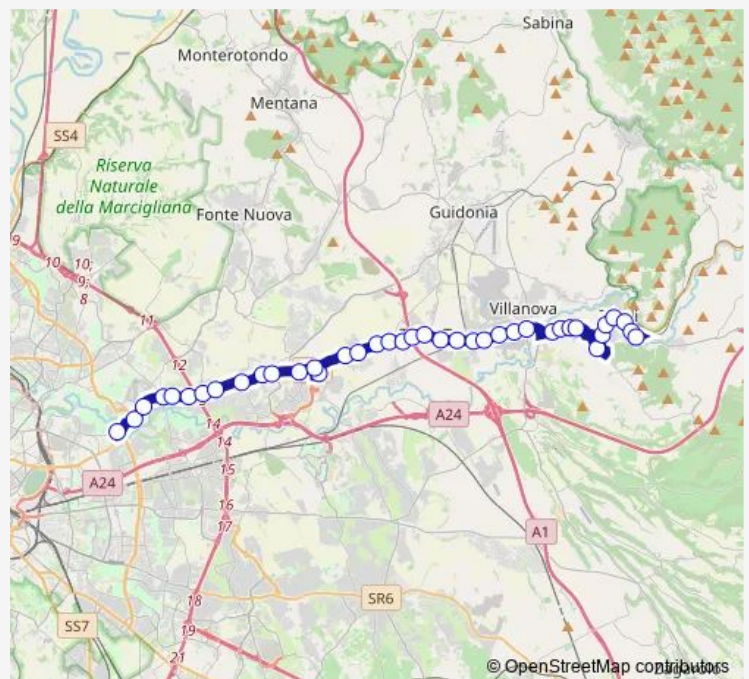 Sabina
Monterotondo
Mentana
SS4
Riserva
Naturale
della Marcigliana
Fonte Nuova
Guidonia
9
10
10;
9;
8
Villanova
11
12
14
14
A24
15
A24
16
17
A1
18
SR6
SS7
19
21
© OpenStreetMap contributors